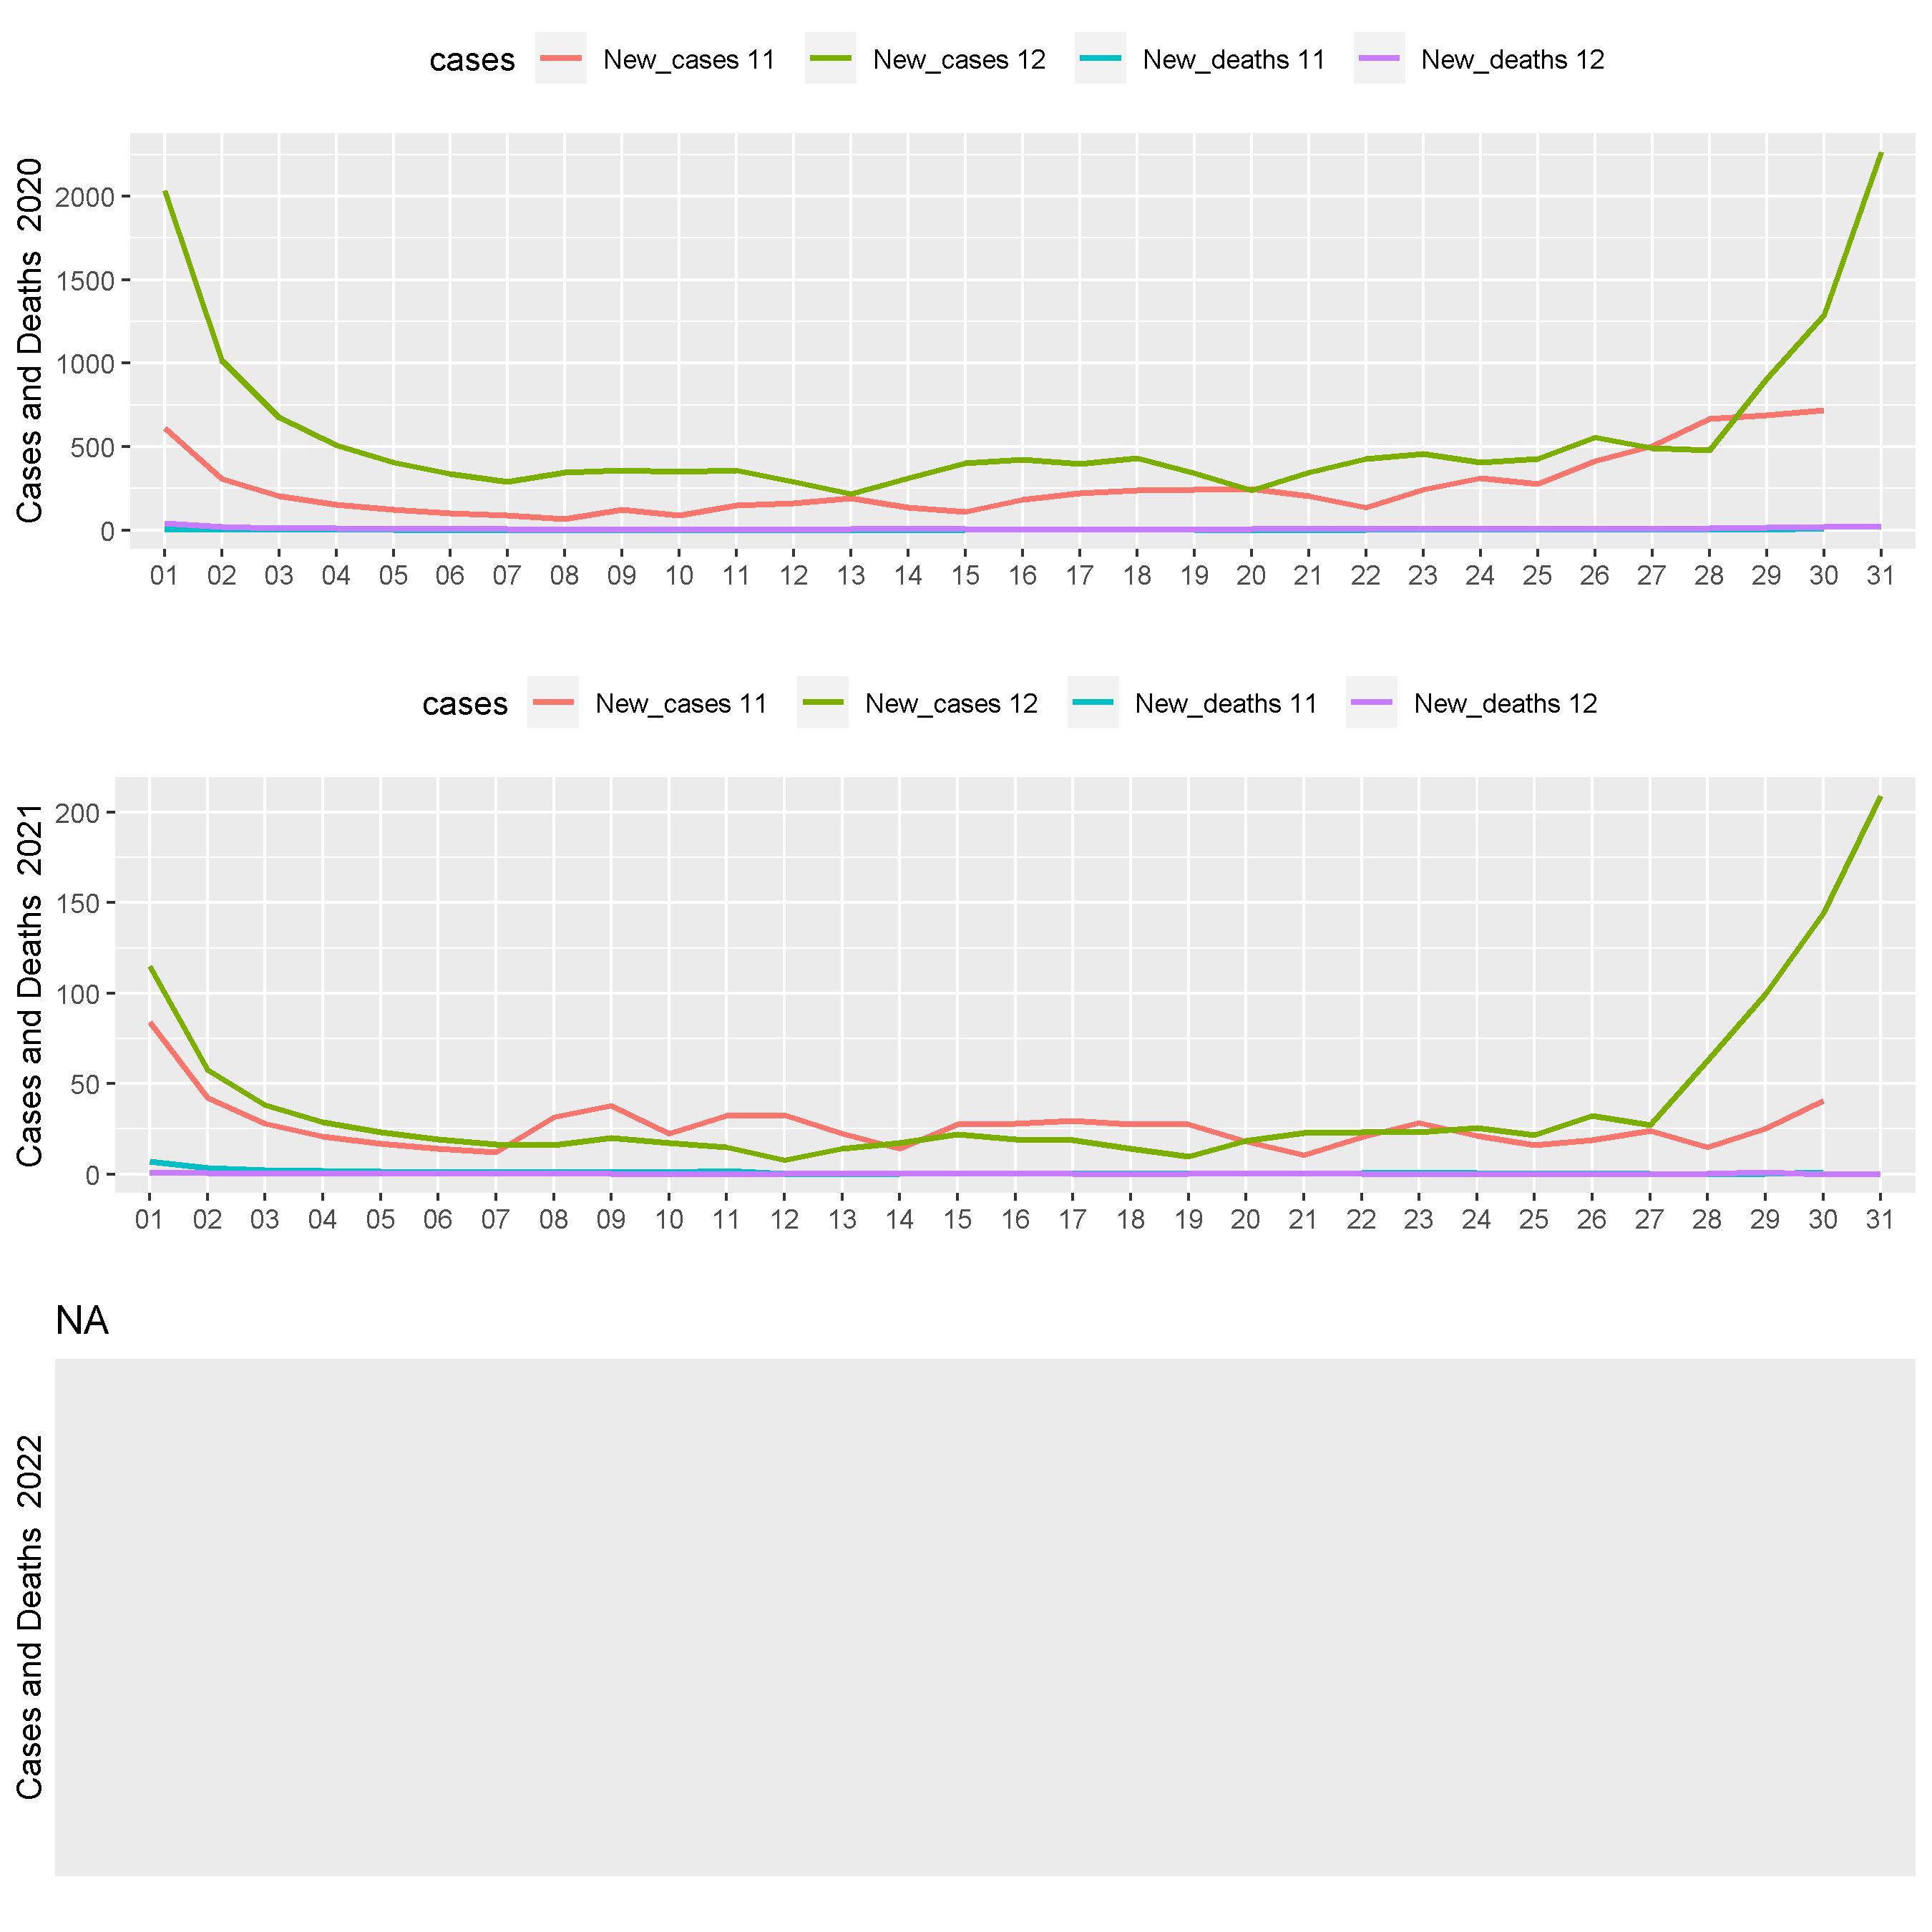 cases New_cases 11 New_cases 12 New_deaths 11 New_deaths 12
Cases and Deaths  2020
2000
1500
1000
500
0
01 02 03 04 05 06 07 08 09 10 11 12 13 14 15 16 17 18 19 20 21 22 23 24 25 26 27 28 29 30 31
cases New_cases 11 New_cases 12 New_deaths 11 New_deaths 12
Cases and Deaths  2021
200
150
100
50
0
01 02 03 04 05 06 07 08 09 10 11 12 13 14 15 16 17 18 19 20 21 22 23 24 25 26 27 28 29 30 31
NA
Cases and Deaths  2022